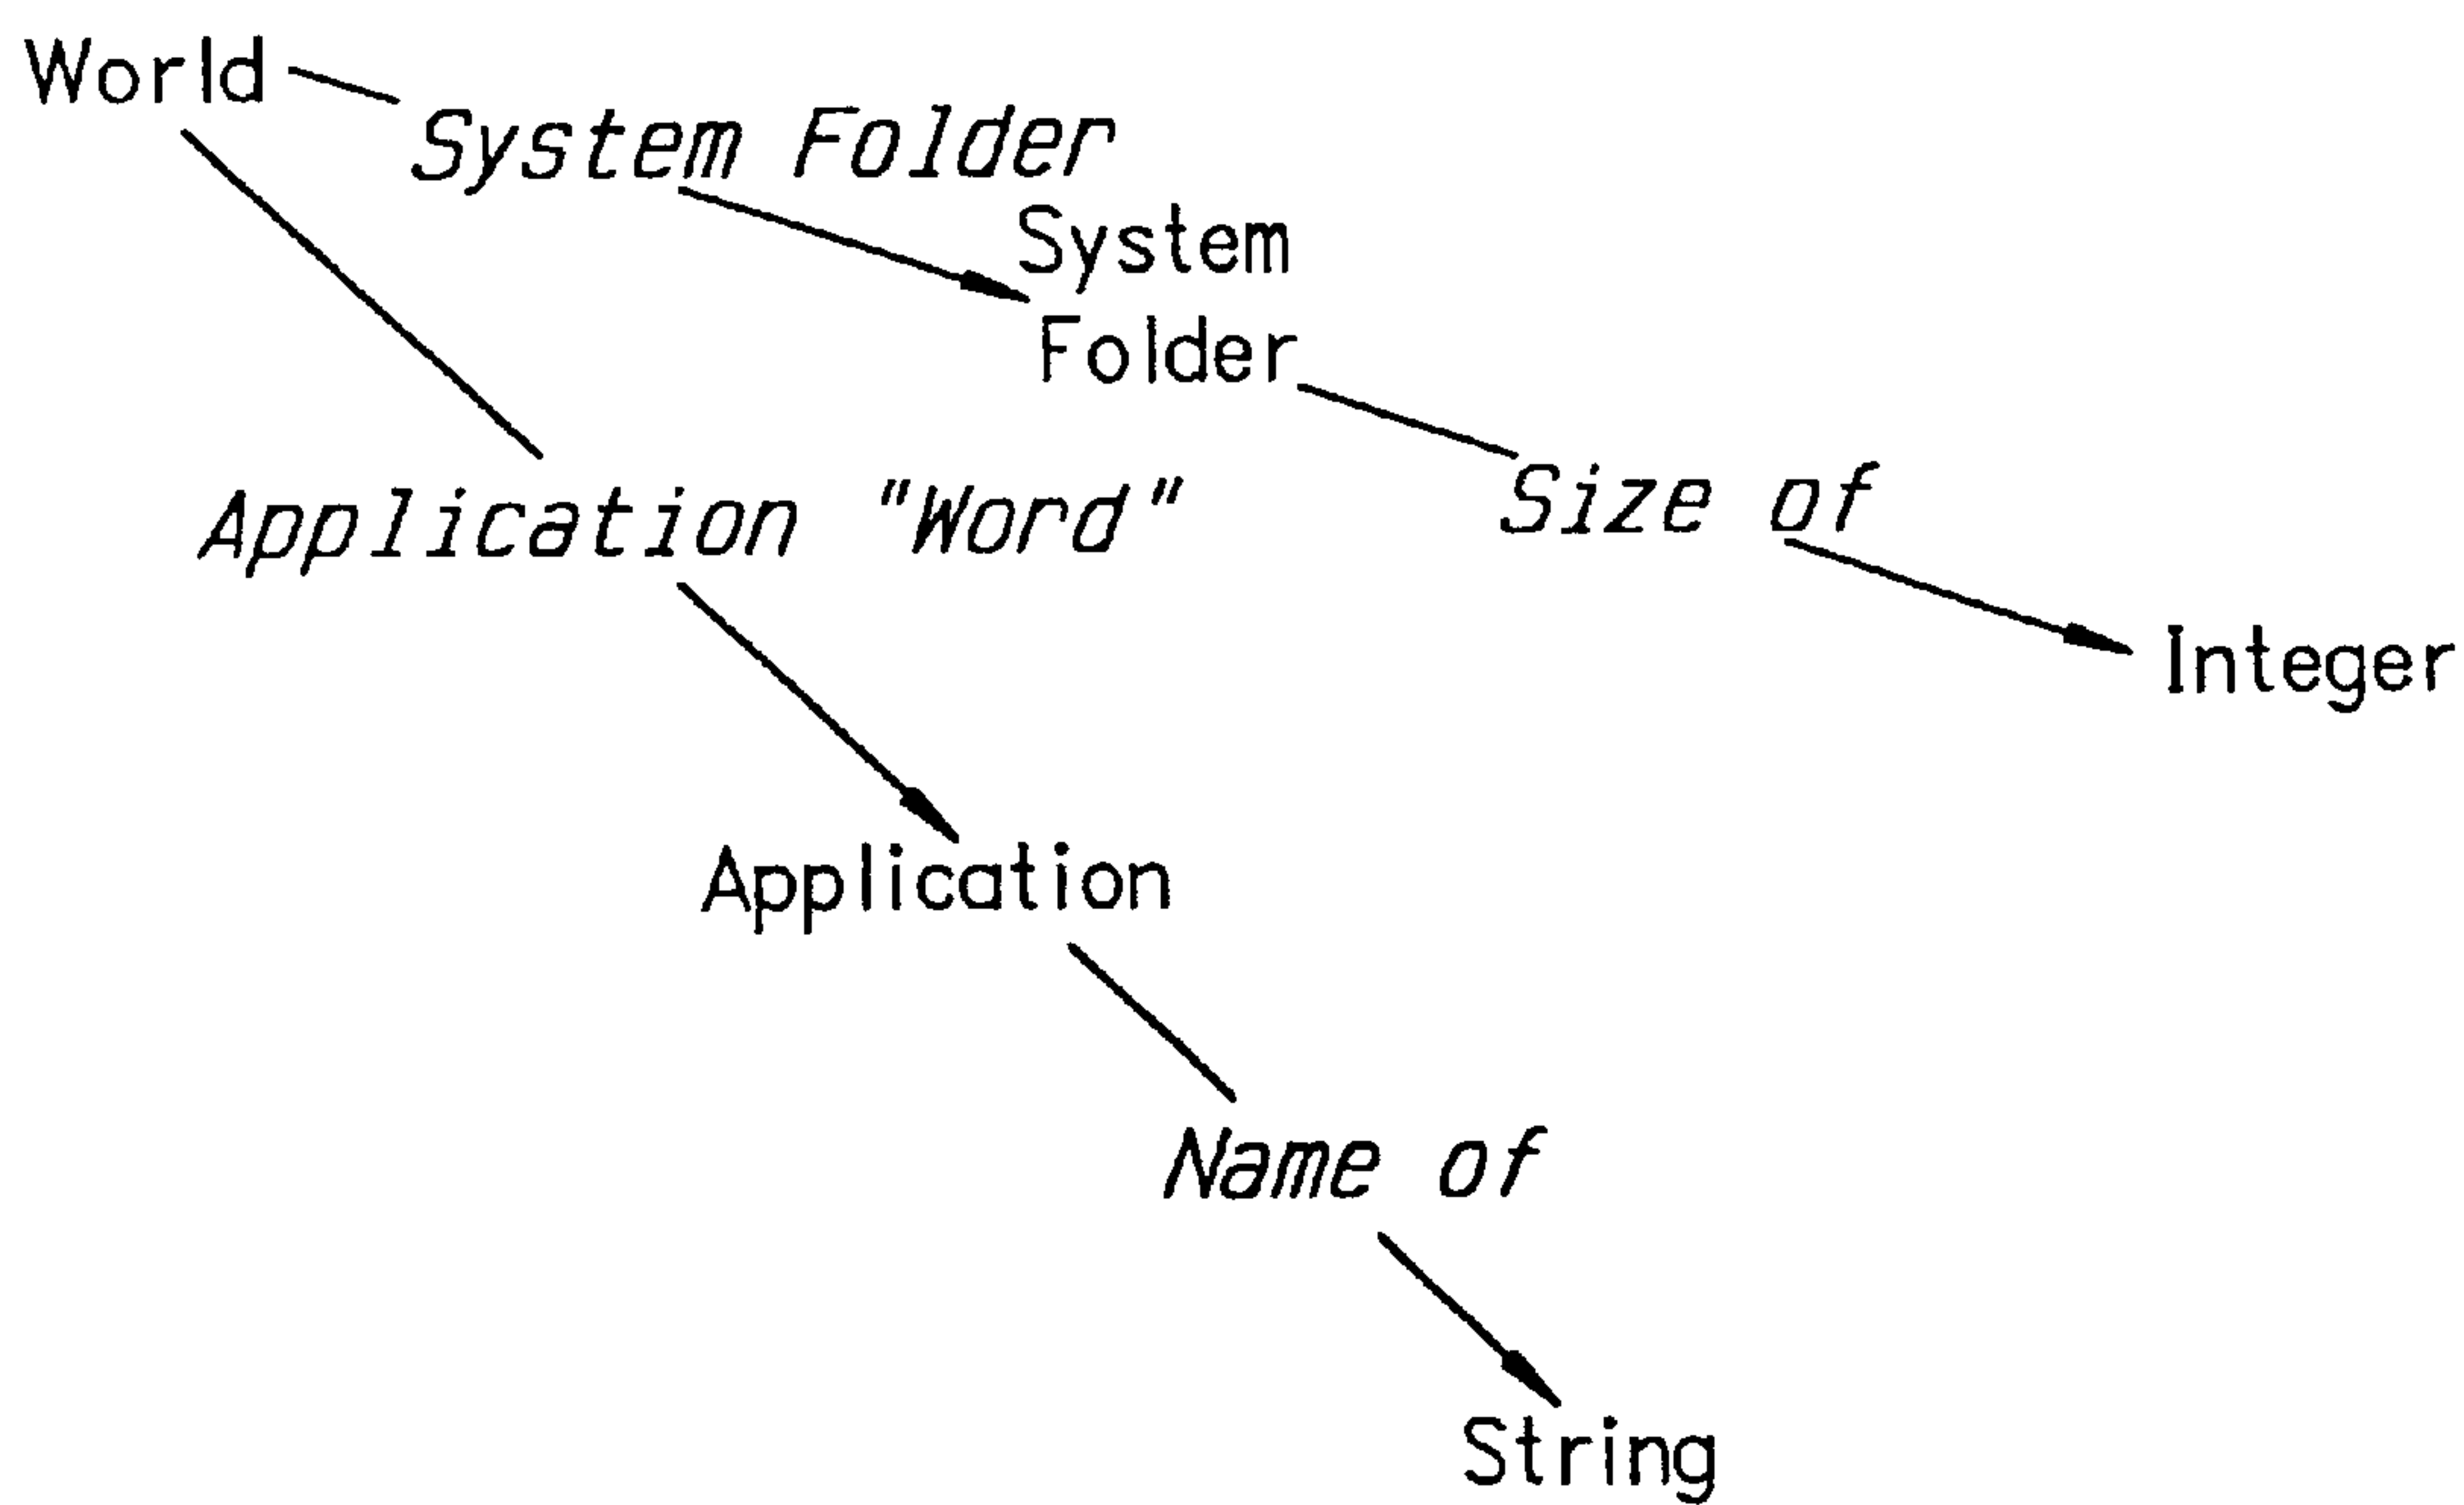 World
System Folder
System
Folder
Application "Word"
Size of
Integer
Application
Name of
String